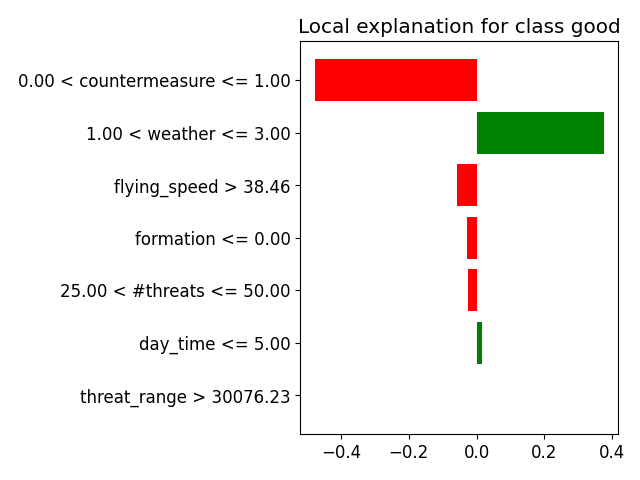 Local explanation for class good
0.00 < countermeasure <= 1.00
1.00 < weather <= 3.00
flying_speed > 38.46
formation <= 0.00
25.00 < #threats <= 50.00
day_time <= 5.00
threat_range > 30076.23
−0.4 −0.2 0.0 0.2 0.4